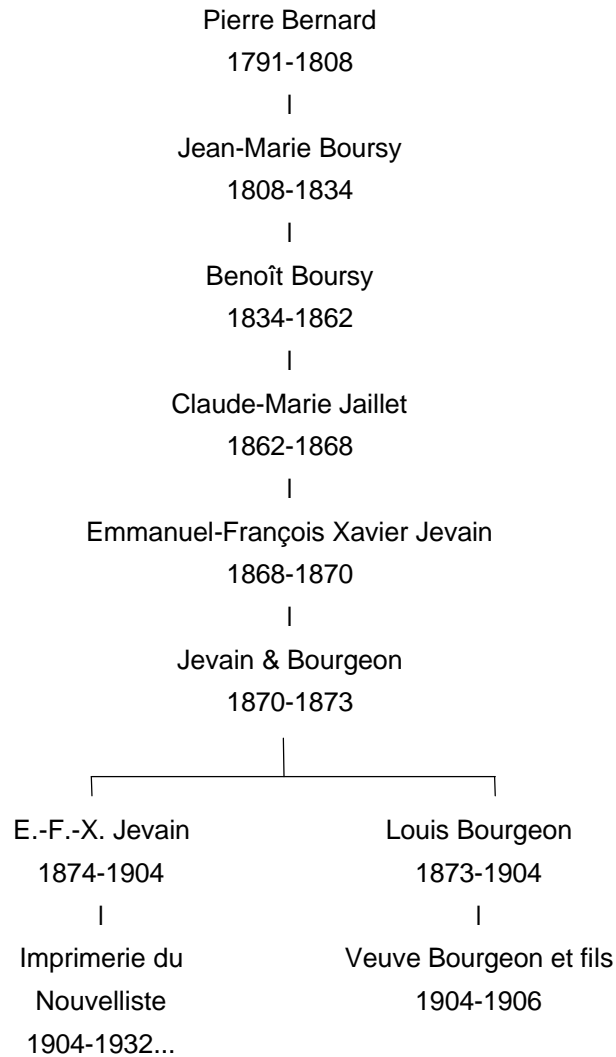 Pierre Bernard
1791-1808
Jean-Marie Boursy
1808-1834
Benoît Boursy
1834-1862
Claude-Marie Jaillet
1862-1868
Emmanuel-François Xavier Jevain
1868-1870
Jevain & Bourgeon
1870-1873
E.-F.-X. Jevain
1874-1904
Imprimerie du
Nouvelliste
1904-1932...
Louis Bourgeon
1873-1904
Veuve Bourgeon et fils
1904-1906